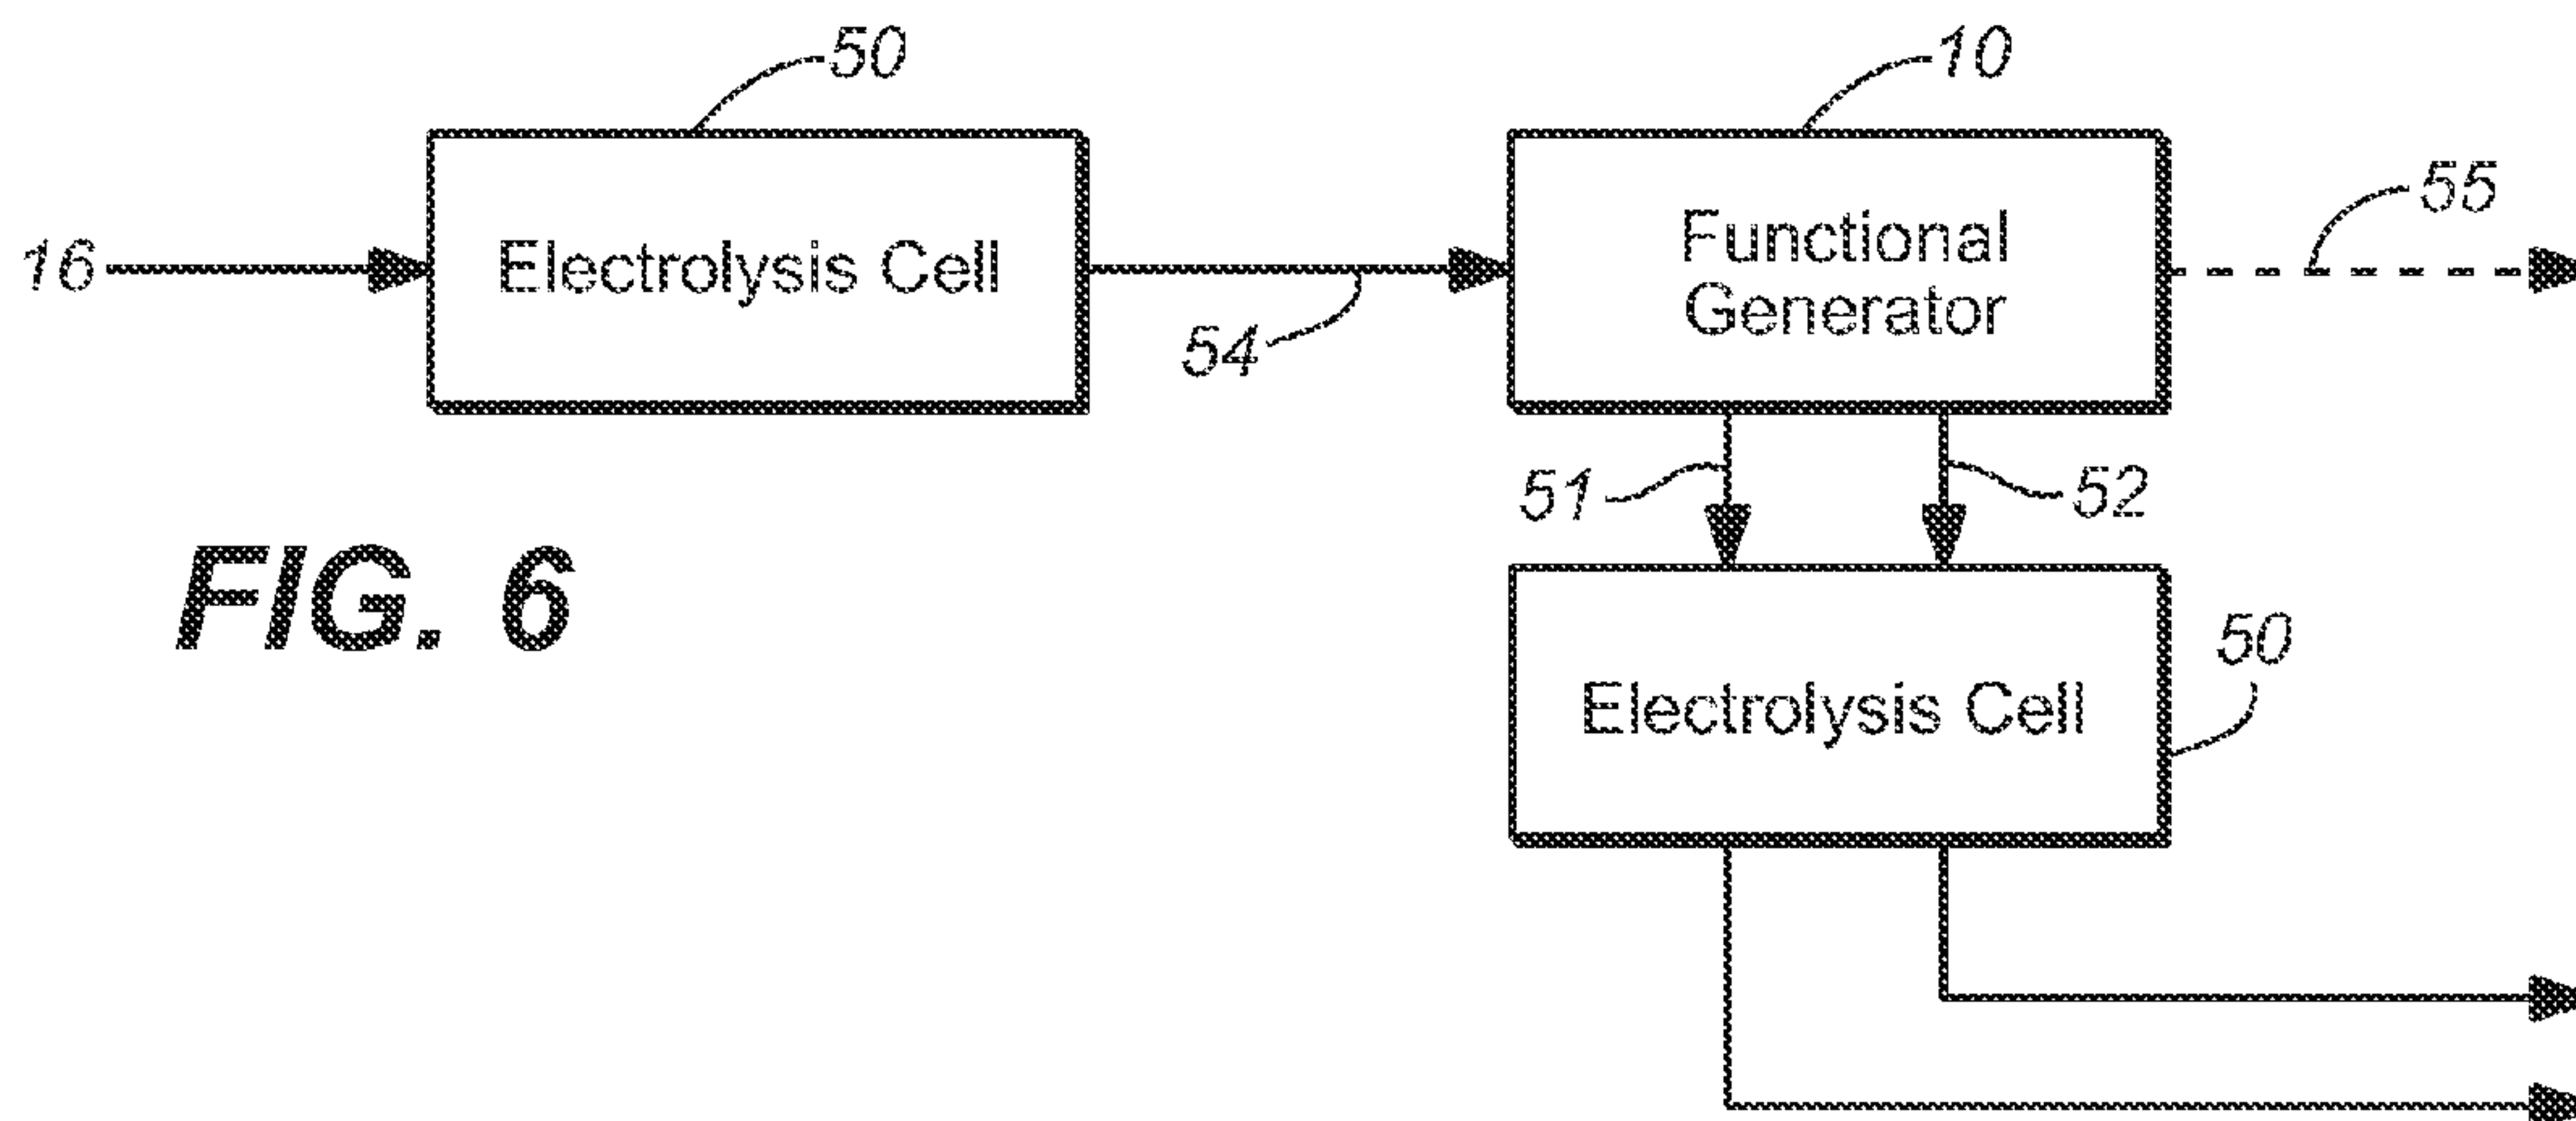 50
10
55
16
Electrolysis Cell
Functional
Generator
54
51
52
FIG. 6
50
Electrolysis Cell